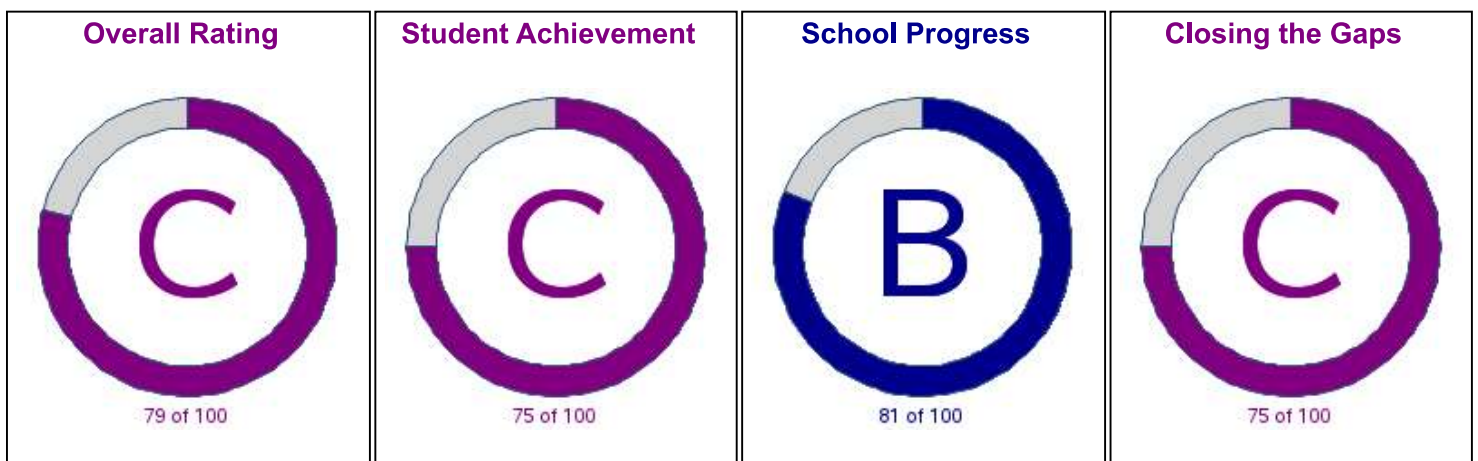 Overall Rating
C
79 of 100
Student Achievement
C
75 of 100
School Progress
B
81 of 100
Closing the Gaps
C
75 of 100